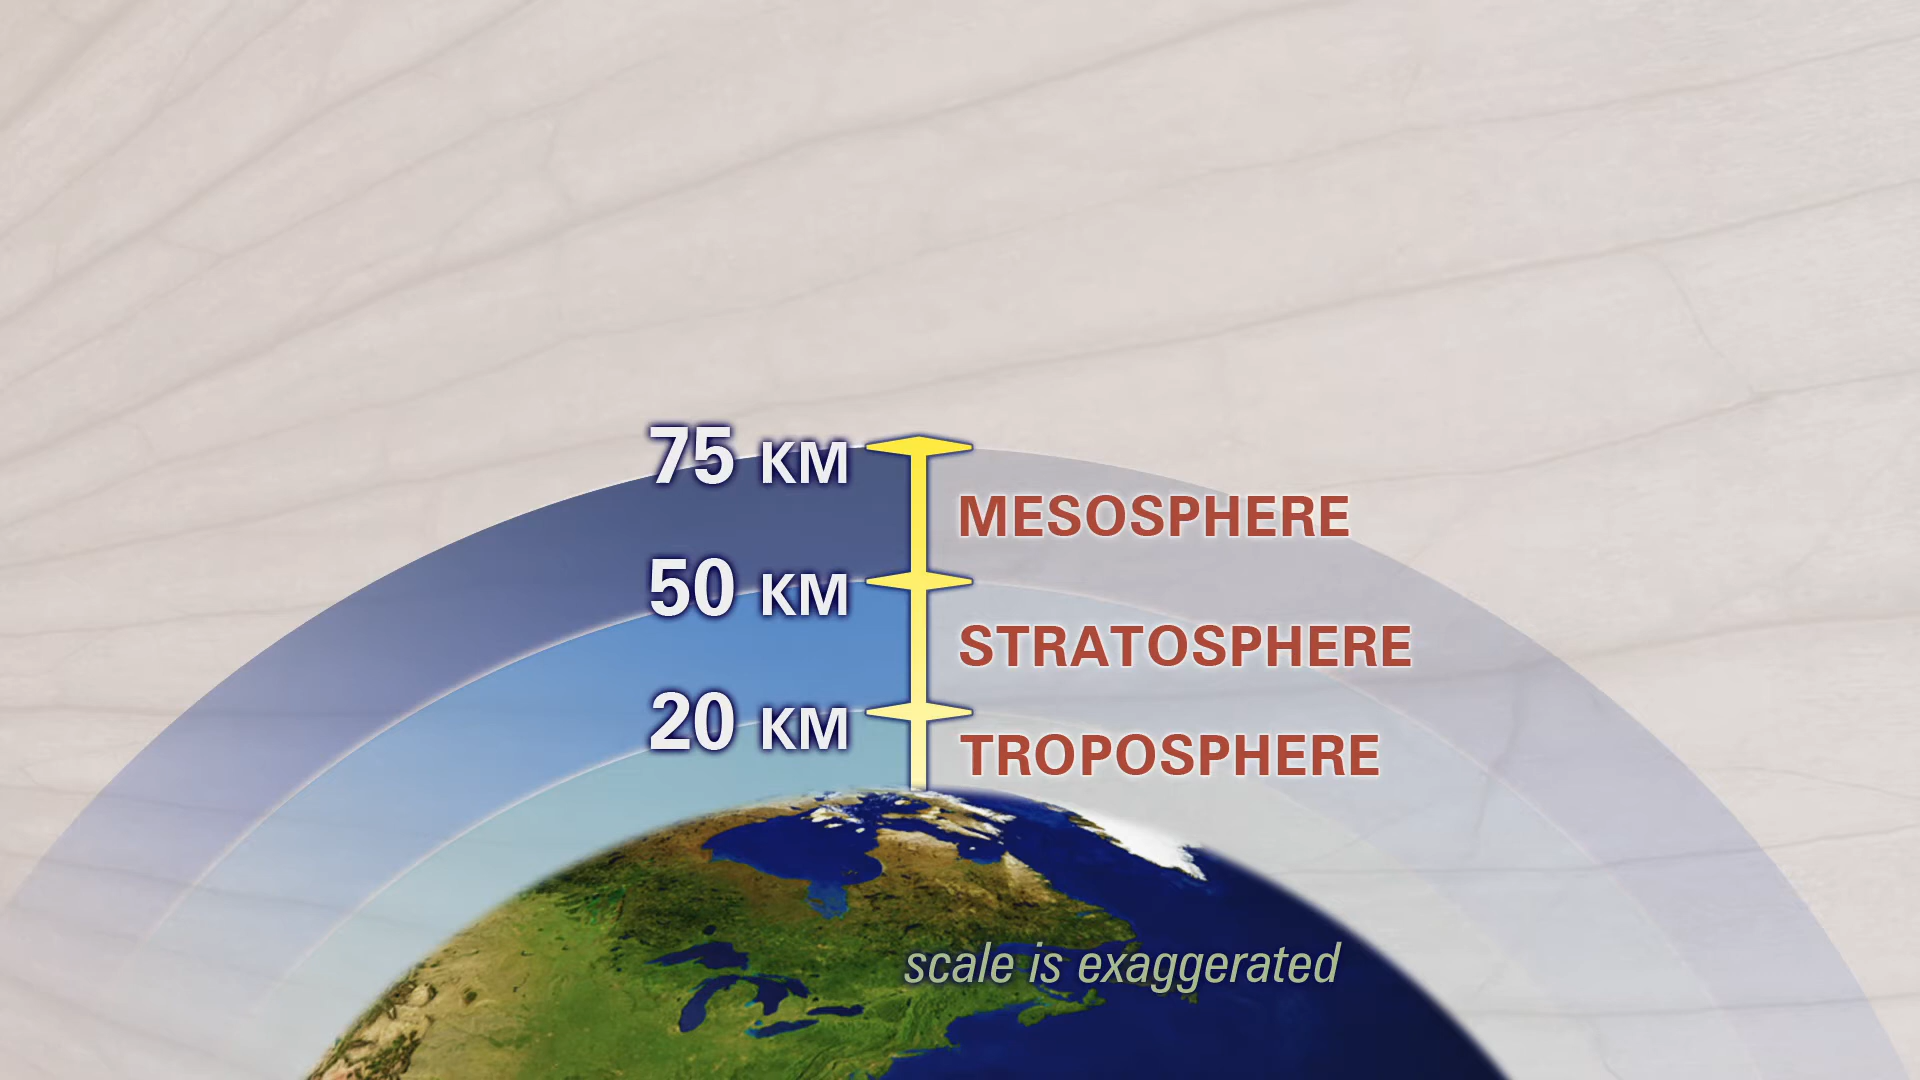 75 KM
MESOSPHERE
50 KM
STRATOSPHERE
20 KM
TROPOSPHERE
scale is exaggerated